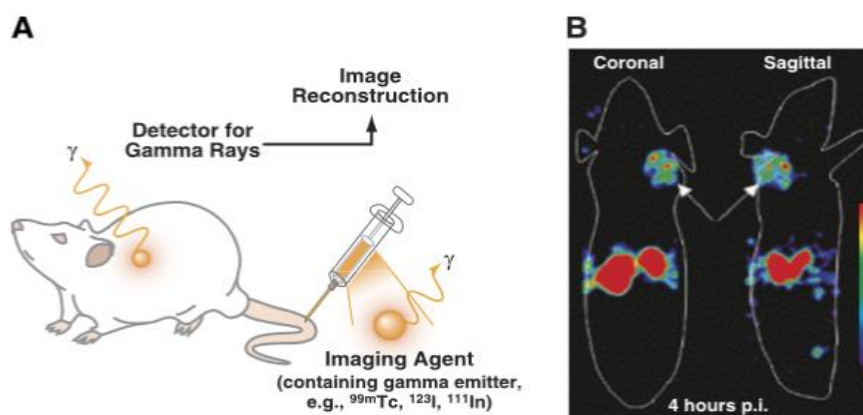 A
Image
Reconstruction
Detector for
Gamma Rays
γ
γ
Imaging Agent
(containing gamma emitter,
e.g., ⁹⁹ᵐTc, ¹²³I, ¹¹¹In)
B
Coronal Sagittal
4 hours p.i.